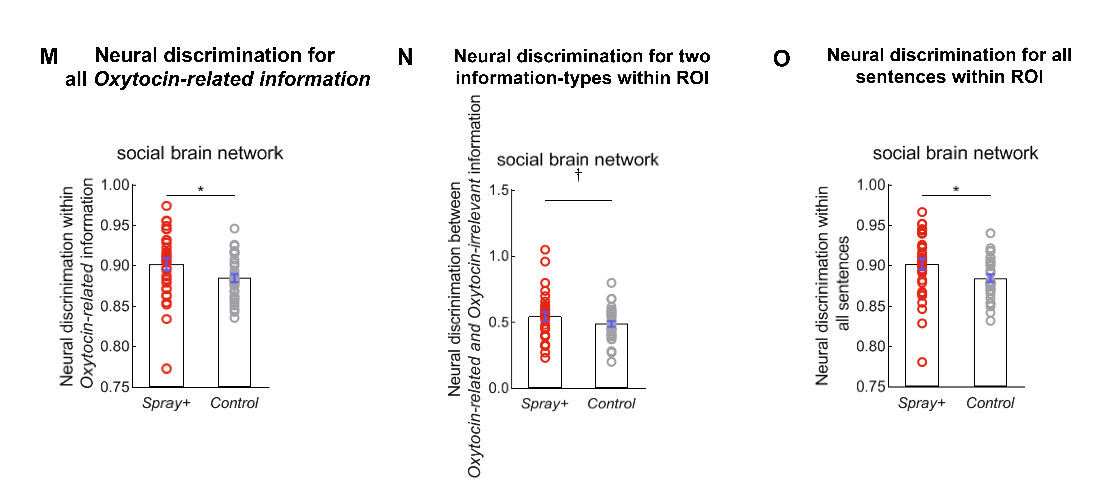 M Neural discrimination for
all Oxytocin-related information
social brain network
Neural discrinimation within
Oxytocin-related information
1.00
0.95
0.90
0.85
0.80
0.75
*
Spray+ Control
N Neural discrimination for two
information-types within ROI
social brain network
Neural discrinimation between
Oxytocin-related and Oxytocin-irrelevant information
1.5
1.0
0.5
0.0
†
Spray+ Control
O Neural discrimination for all
sentences within ROI
social brain network
Neural discrinimation within
all sentences
1.00
0.95
0.90
0.85
0.80
0.75
*
Spray+ Control